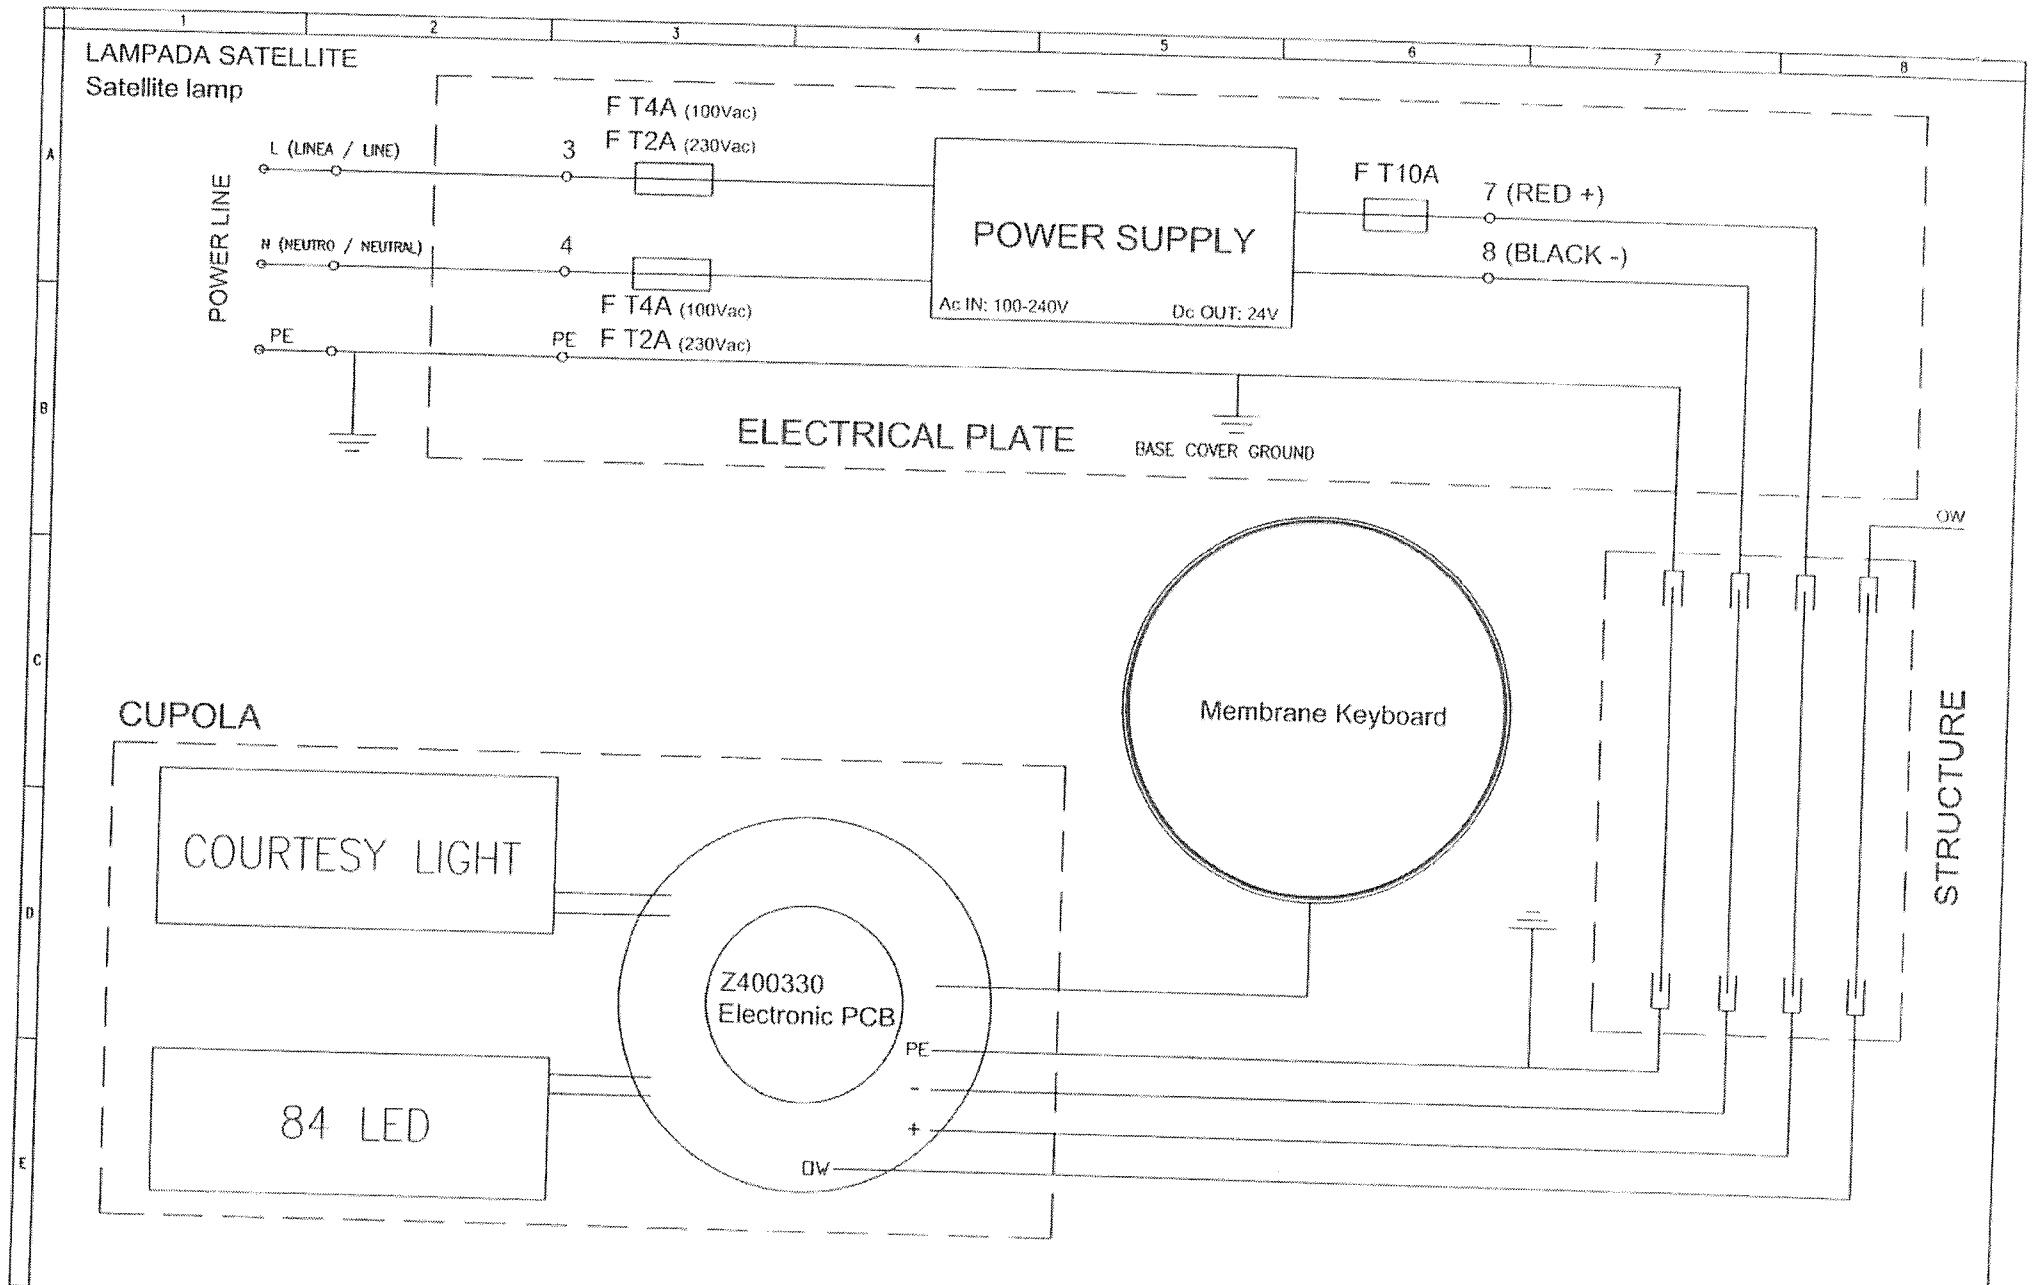 1 2 3 4 5 6 7 8
LAMPADA SATELLITE
Satellite lamp
A
B
C
D
E
POWER LINE
L (LINEA / LINE)
N (NEUTRO / NEUTRAL)
PE
3
F T4A (100Vac)
F T2A (230Vac)
4
F T4A (100Vac)
F T2A (230Vac)
PE
POWER SUPPLY
Ac IN: 100-240V
Dc OUT: 24V
F T10A
7 (RED +)
8 (BLACK -)
ELECTRICAL PLATE
BASE COVER GROUND
OW
STRUCTURE
Membrane Keyboard
CUPOLA
COURTESY LIGHT
84 LED
Z400330
Electronic PCB
PE
-
+
OW